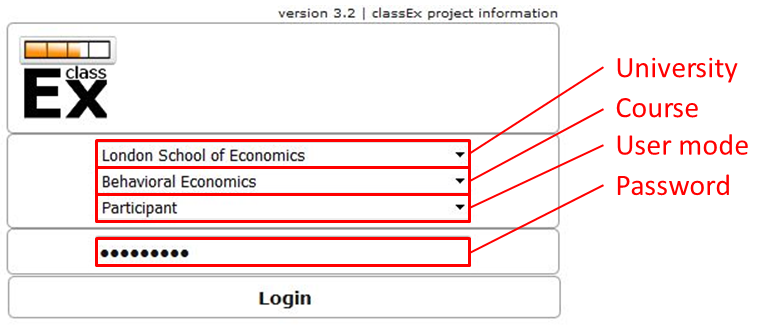 version 3.2 | classEx project information
class
Ex
London School of Economics
Behavioral Economics
Participant
●●●●●●●●●
Login
University
Course
User mode
Password